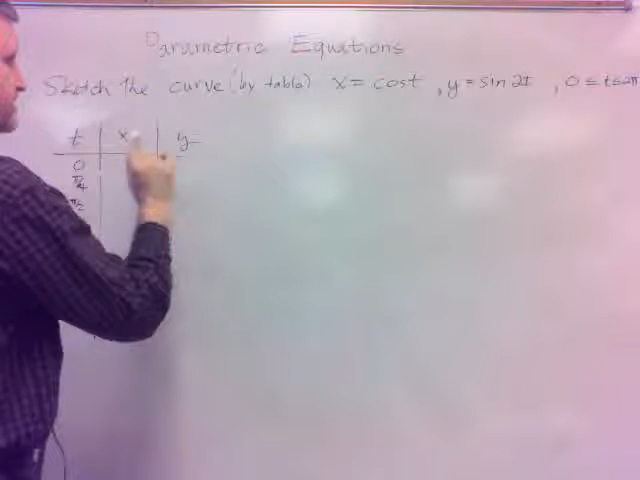 Parametric Equations
Sketch the curve (by table) x = cost , y = sin 2t , 0 ≤ t ≤ 2π
t x y=
0
π/4
π/2